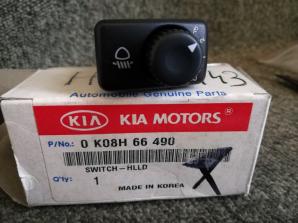 Automobile Genuine Parts
KIA KIA MOTORS
P/No.: 0 K08H 66 490
SWITCH-HLLD
Q'ty: 1
MADE IN KOREA